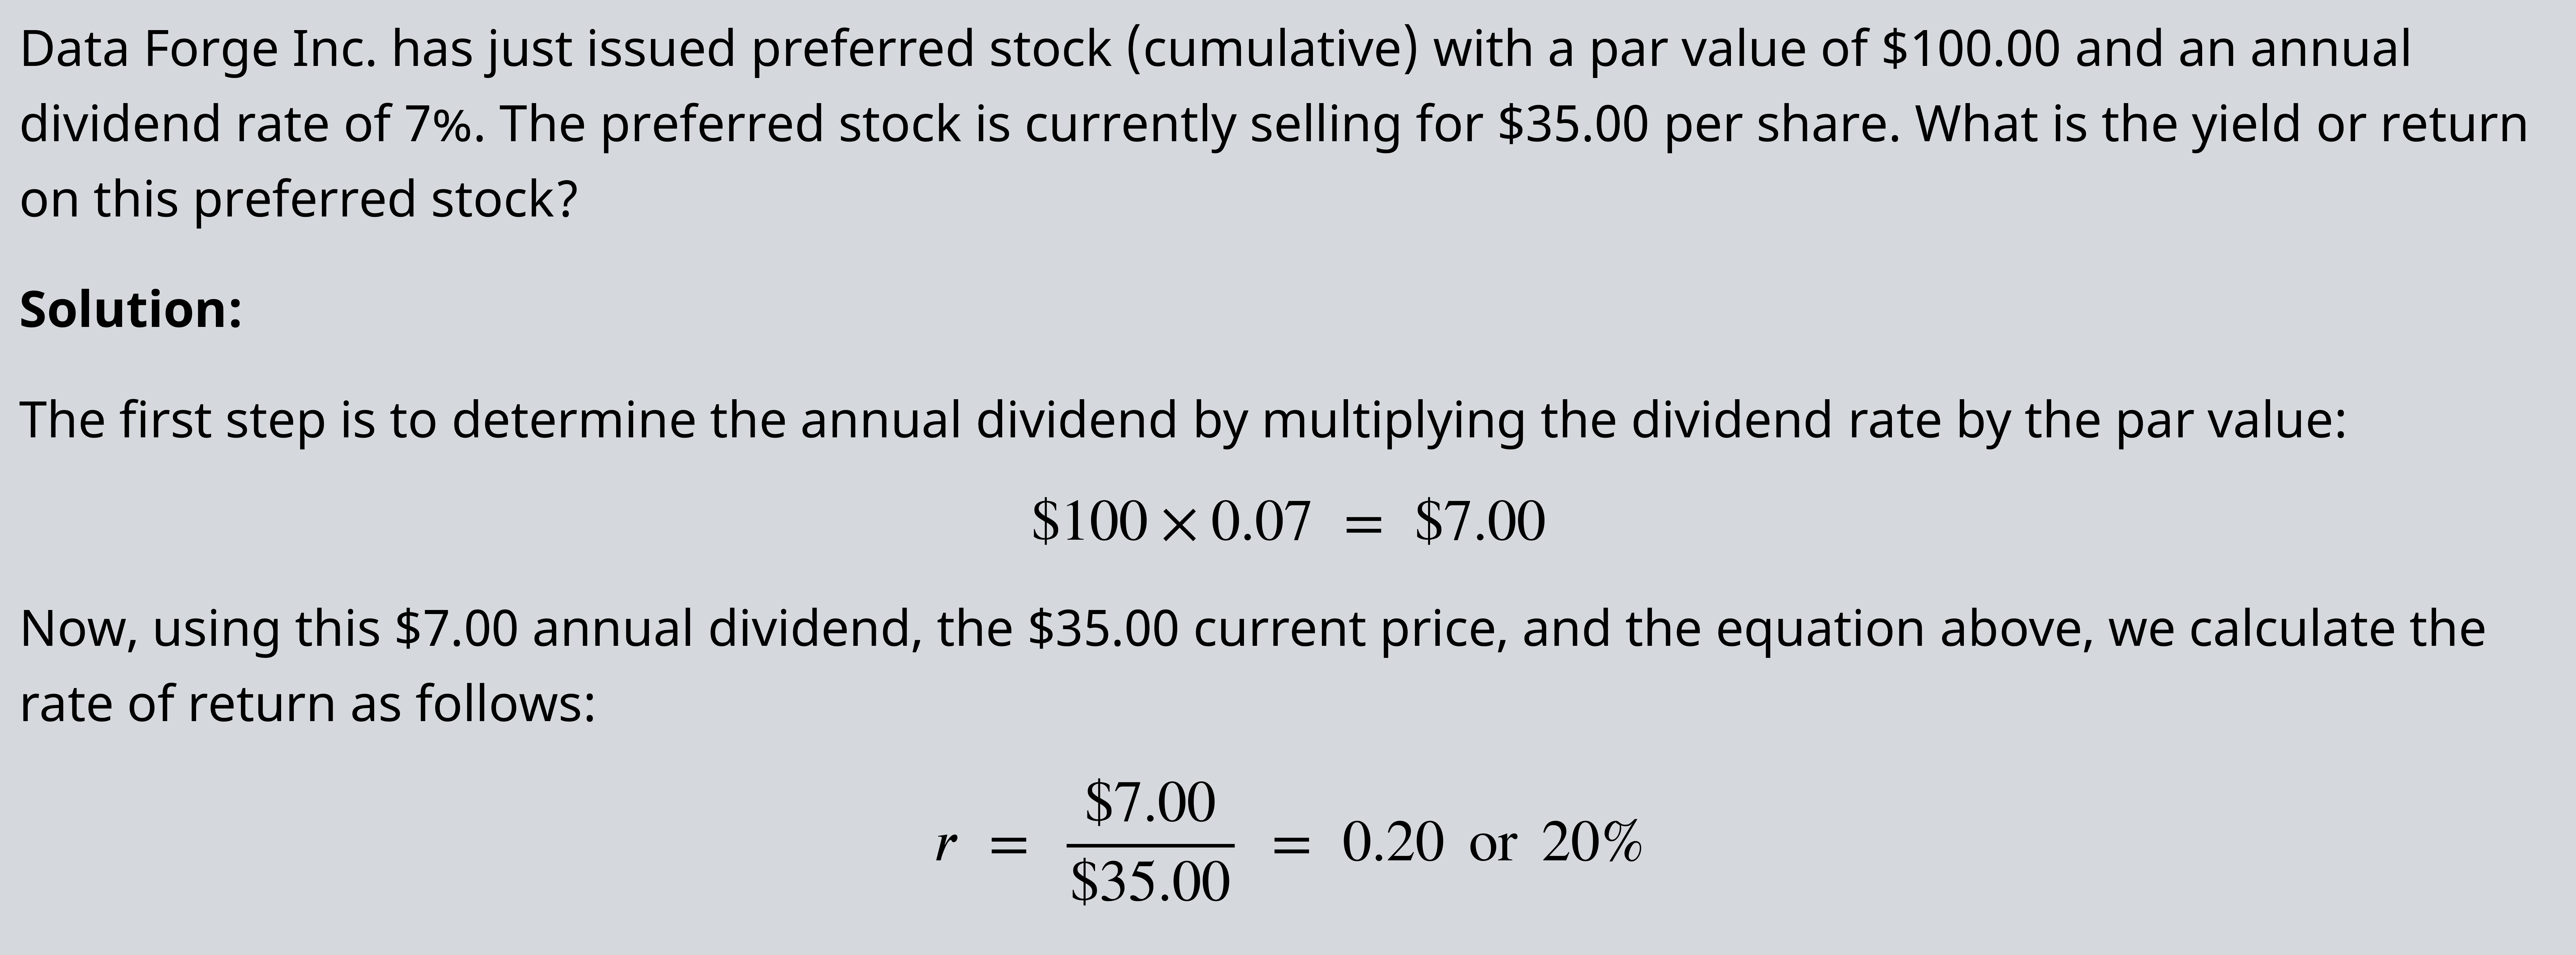 Data Forge Inc. has just issued preferred stock (cumulative) with a par value of $100.00 and an annual
dividend rate of 7%. The preferred stock is currently selling for $35.00 per share. What is the yield or return
on this preferred stock?
Solution:
The first step is to determine the annual dividend by multiplying the dividend rate by the par value:
$100 × 0.07 = $7.00
Now, using this $7.00 annual dividend, the $35.00 current price, and the equation above, we calculate the
rate of return as follows:
r = $7.00 / $35.00 = 0.20 or 20%